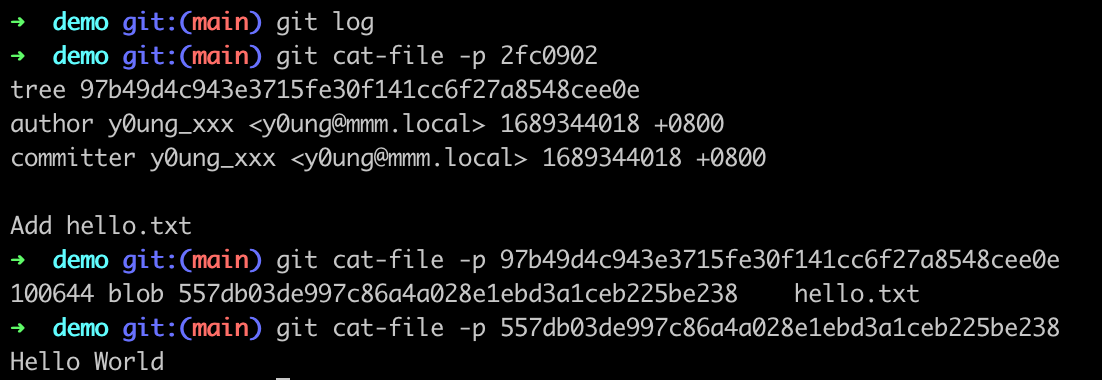 ➜  demo git:(main) git log
➜  demo git:(main) git cat-file -p 2fc0902
tree 97b49d4c943e3715fe30f141cc6f27a8548cee0e
author y0ung_xxx <y0ung@mmm.local> 1689344018 +0800
committer y0ung_xxx <y0ung@mmm.local> 1689344018 +0800

Add hello.txt
➜  demo git:(main) git cat-file -p 97b49d4c943e3715fe30f141cc6f27a8548cee0e
100644 blob 557db03de997c86a4a028e1ebd3a1ceb225be238    hello.txt
➜  demo git:(main) git cat-file -p 557db03de997c86a4a028e1ebd3a1ceb225be238
Hello World